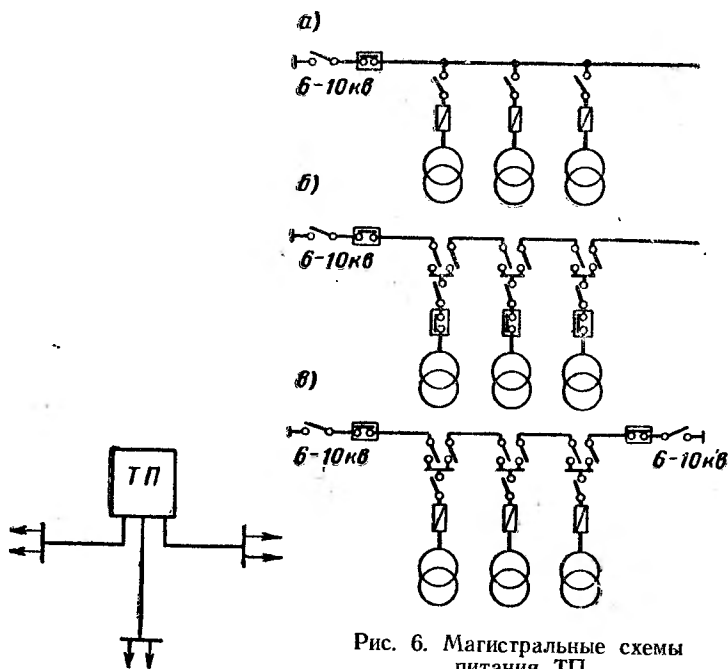 а)
6-10кв
б)
6-10кв
в)
6-10кв
6-10кв
ТП
Рис. 6. Магистральные схемы
питания ТП